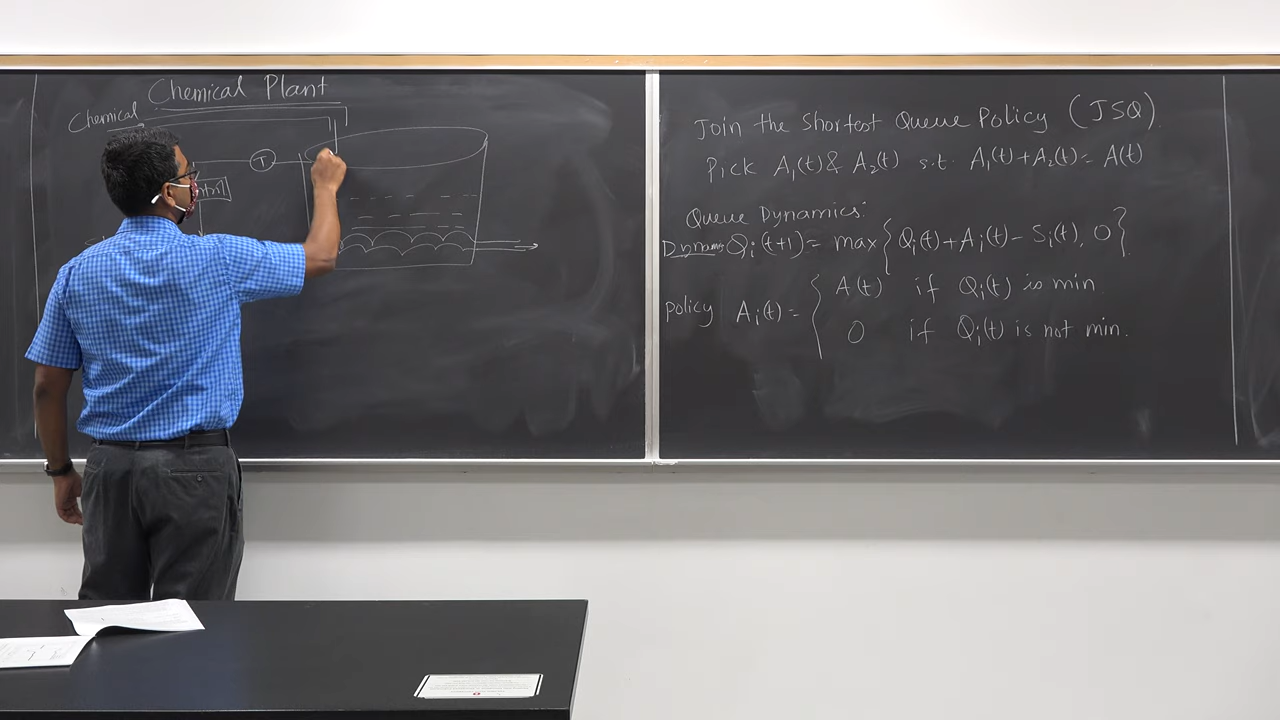 Chemical Plant
Chemical
T
Join the Shortest Queue Policy (JSQ).
Pick A₁(t) & A₂(t) s.t. A₁(t)+A₂(t)= A(t)
Queue Dynamics:
Qᵢ(t+1) = max{Qᵢ(t)+Aᵢ(t)-Sᵢ(t), 0}.
Policy Aᵢ(t) = { A(t) if Qᵢ(t) is min
0 if Qᵢ(t) is not min.